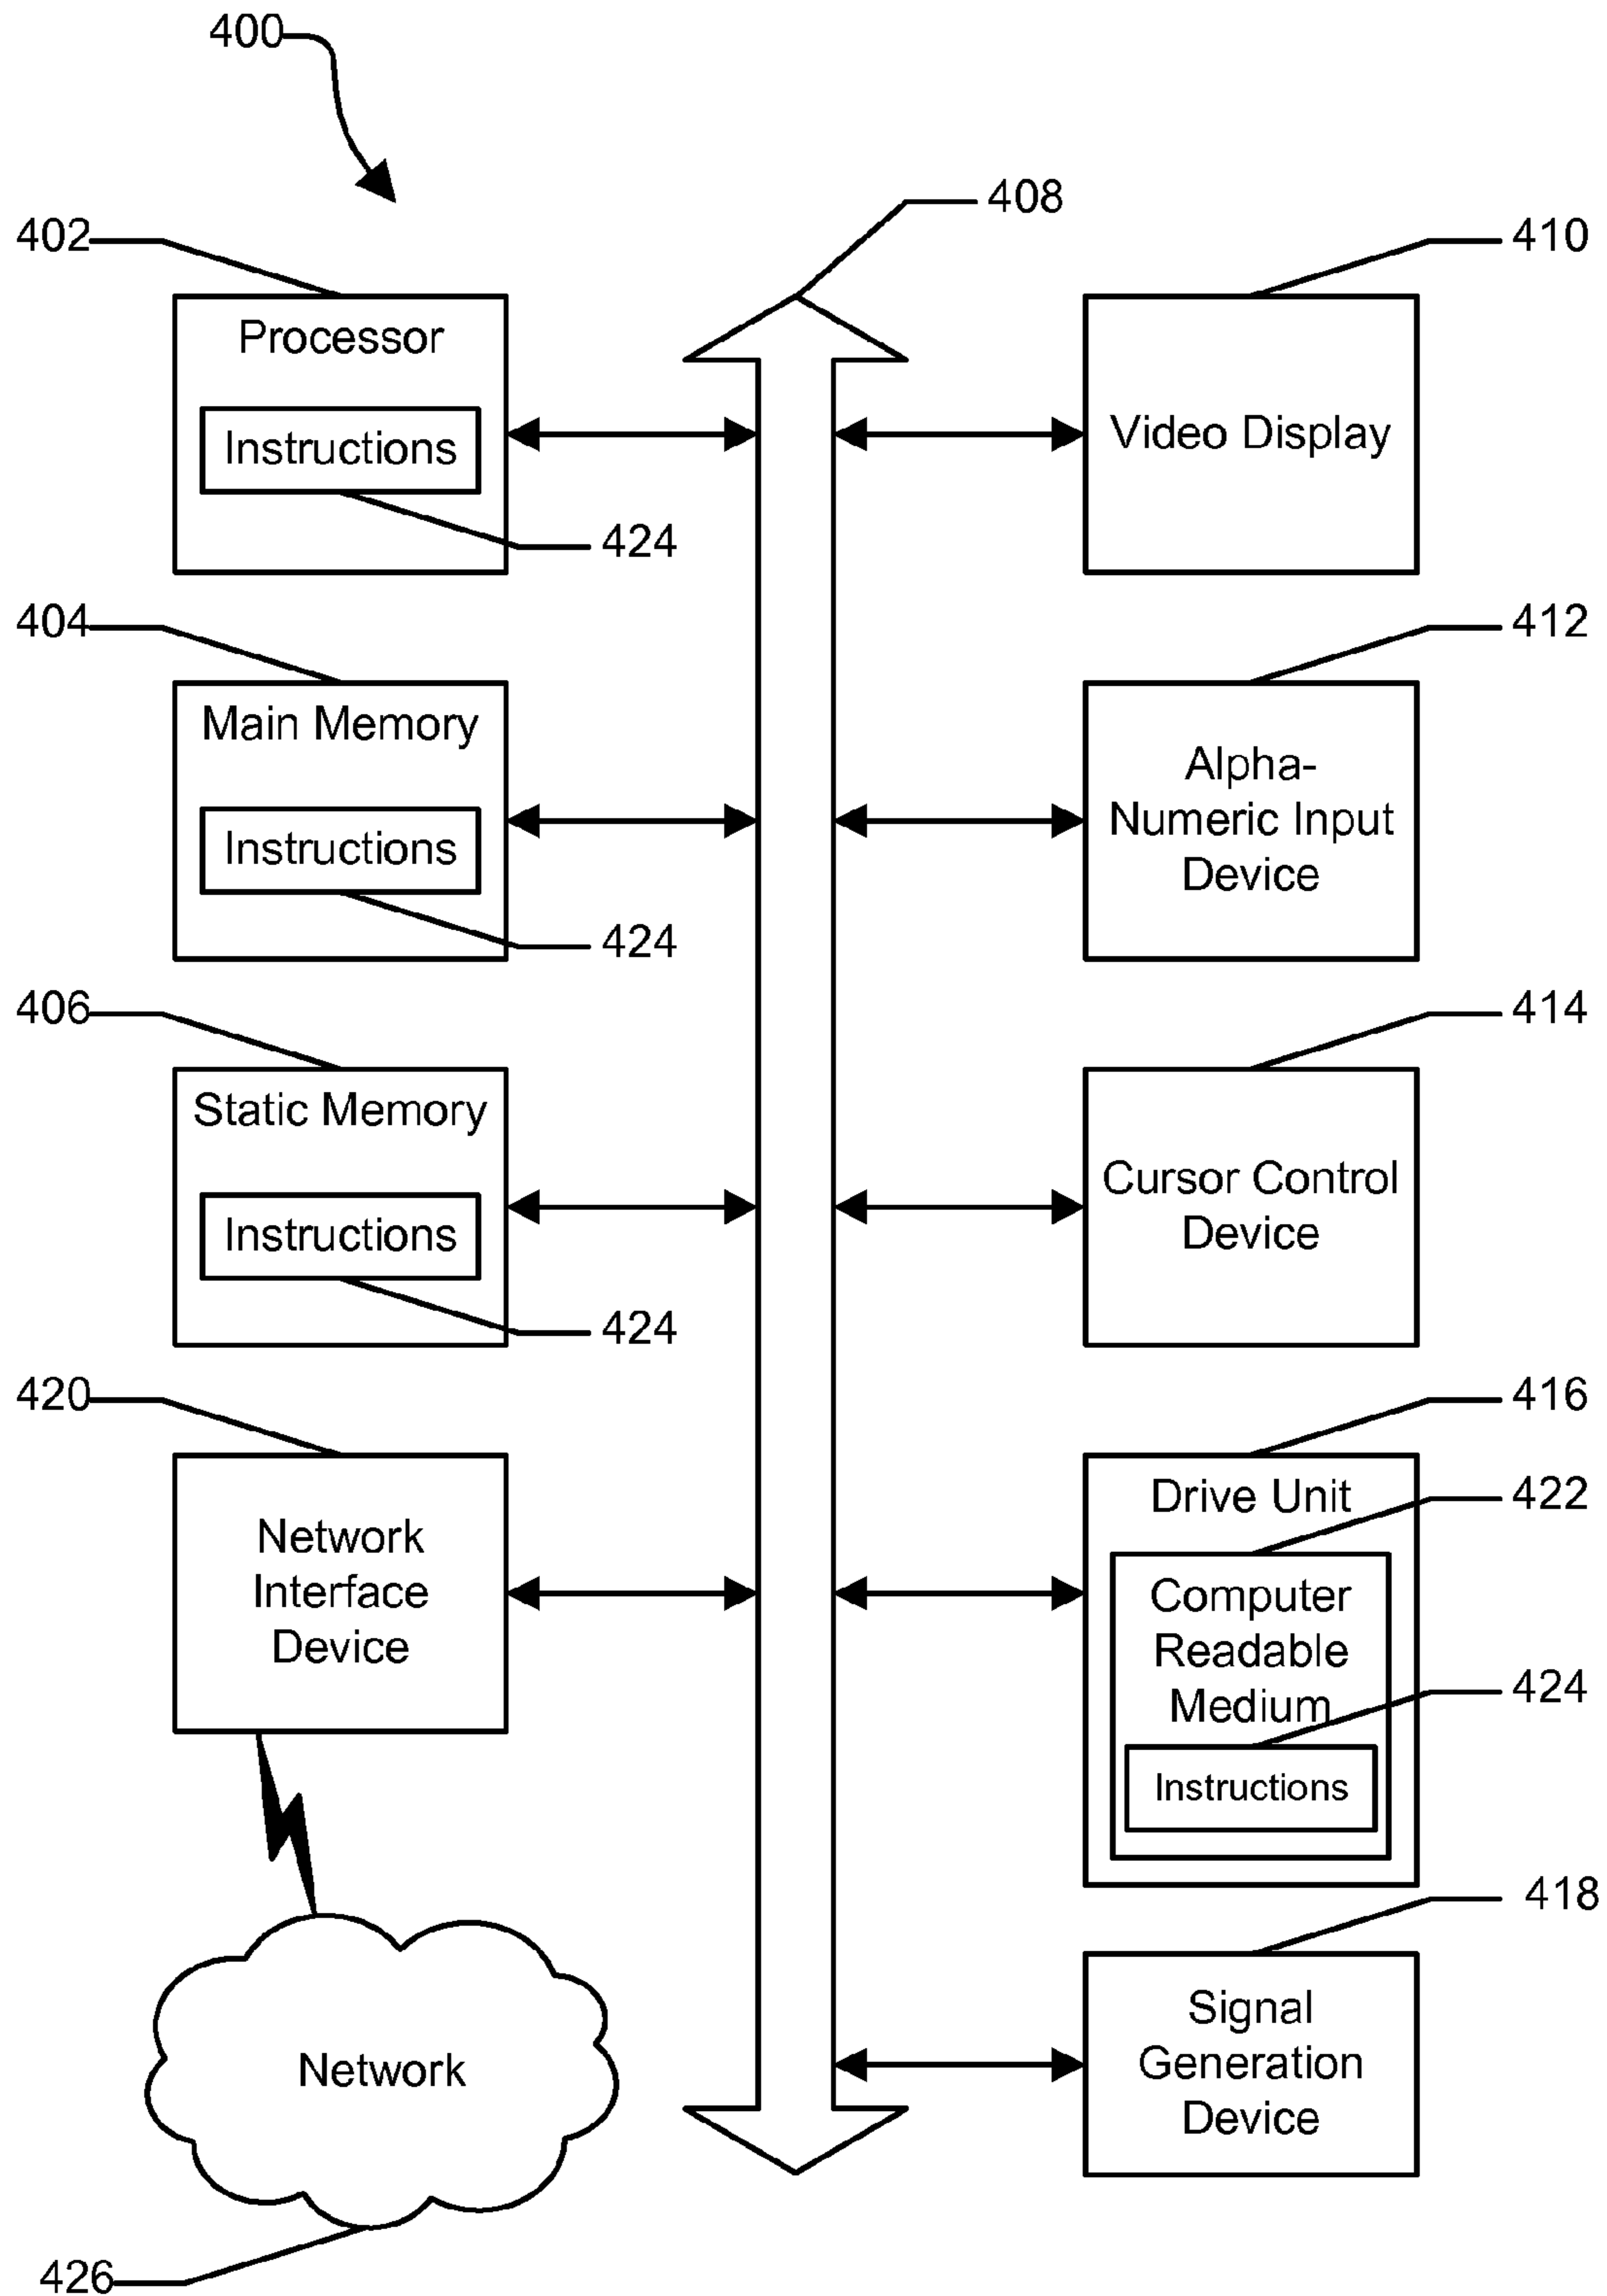 400
408
402
410
Processor
Instructions
424
Video Display
404
412
Main Memory
Instructions
424
Alpha-
Numeric Input
Device
406
414
Static Memory
Instructions
424
Cursor Control
Device
420
416
Network
Interface
Device
Drive Unit
422
Computer
Readable
Medium
424
Instructions
418
Network
Signal
Generation
Device
426